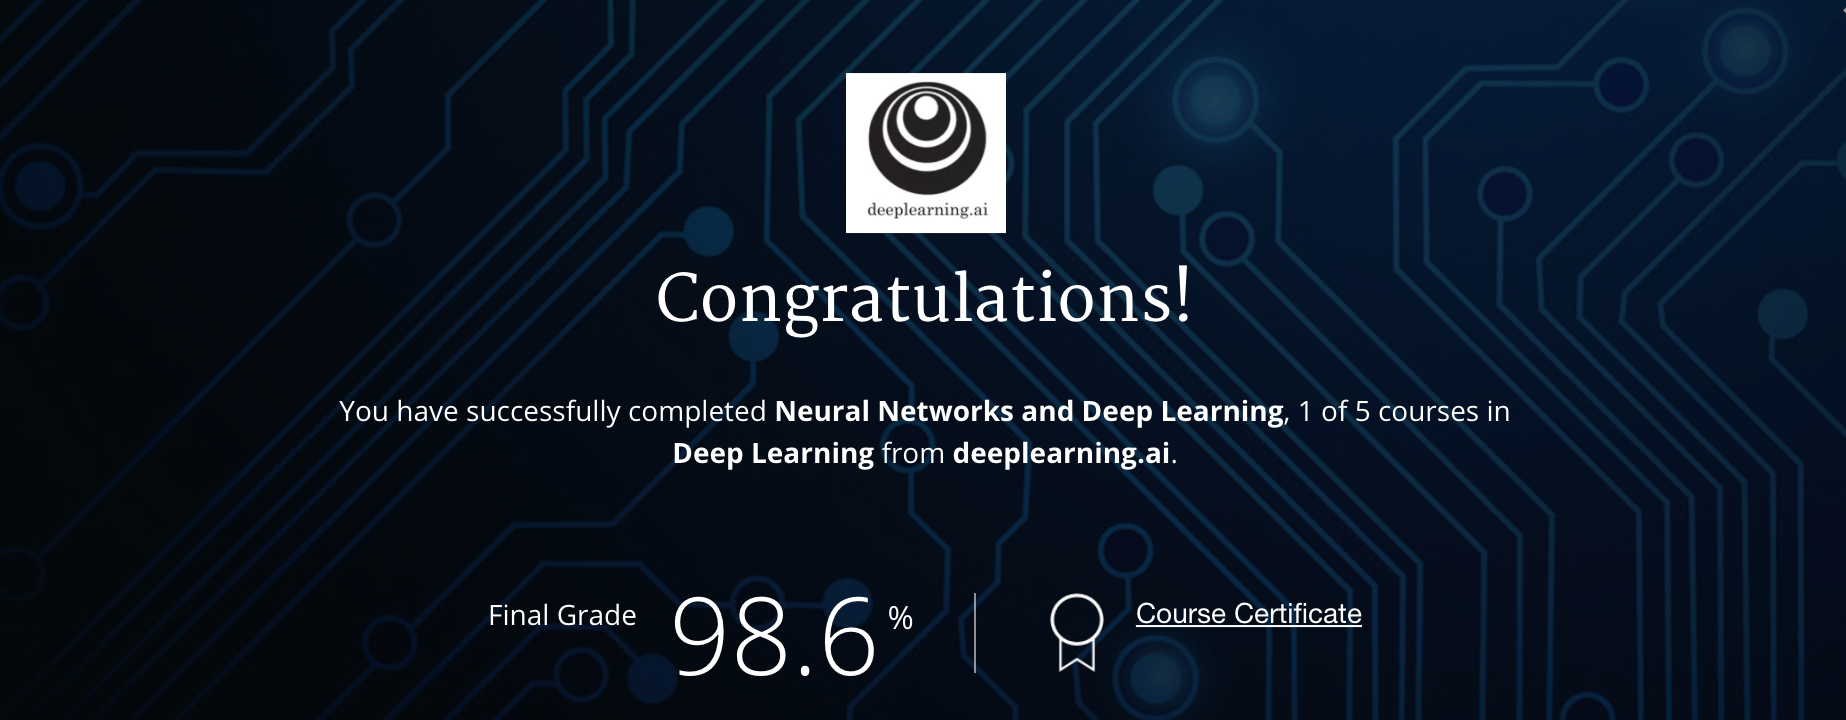 deeplearning.ai
Congratulations!
You have successfully completed Neural Networks and Deep Learning, 1 of 5 courses in
Deep Learning from deeplearning.ai.
Final Grade 98.6 % Course Certificate